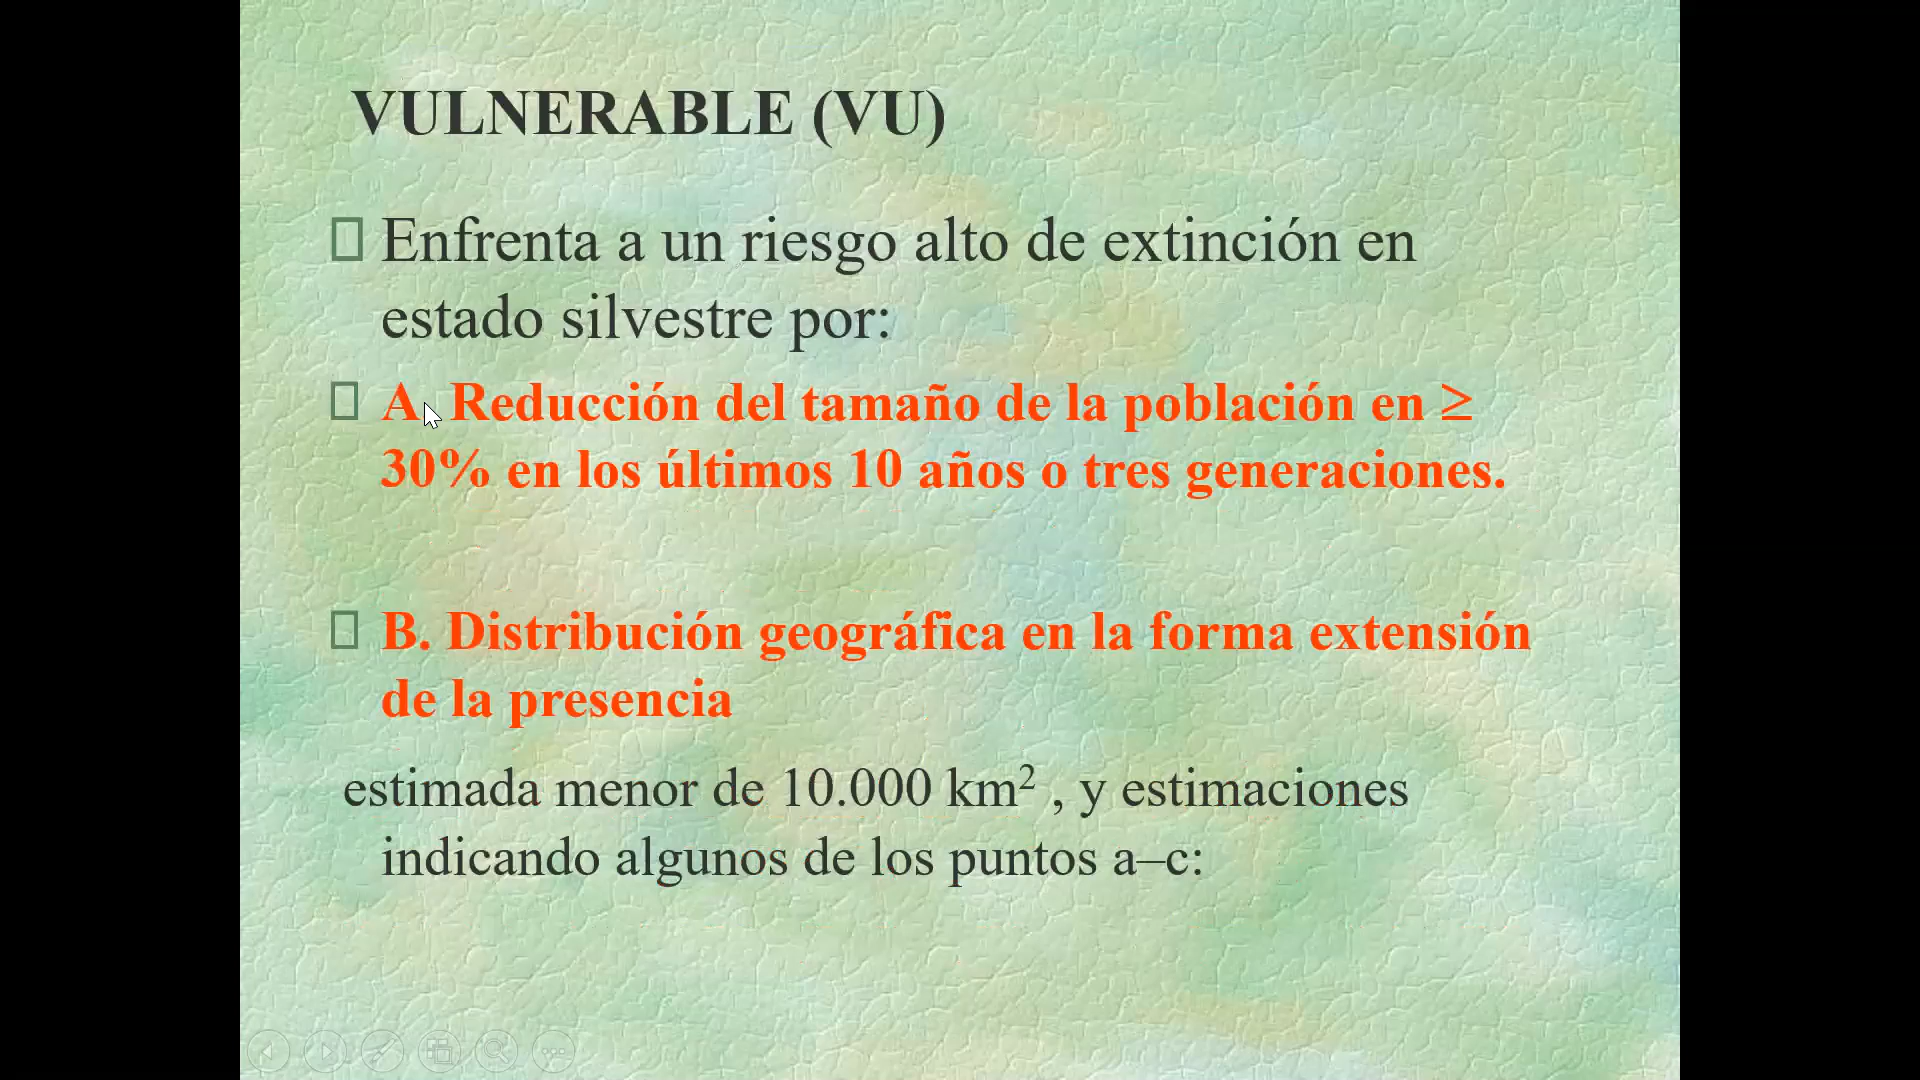 VULNERABLE (VU)
Enfrenta a un riesgo alto de extinción en
estado silvestre por:
A. Reducción del tamaño de la población en ≥
30% en los últimos 10 años o tres generaciones.
B. Distribución geográfica en la forma extensión
de la presencia
estimada menor de 10.000 km² , y estimaciones
indicando algunos de los puntos a–c: